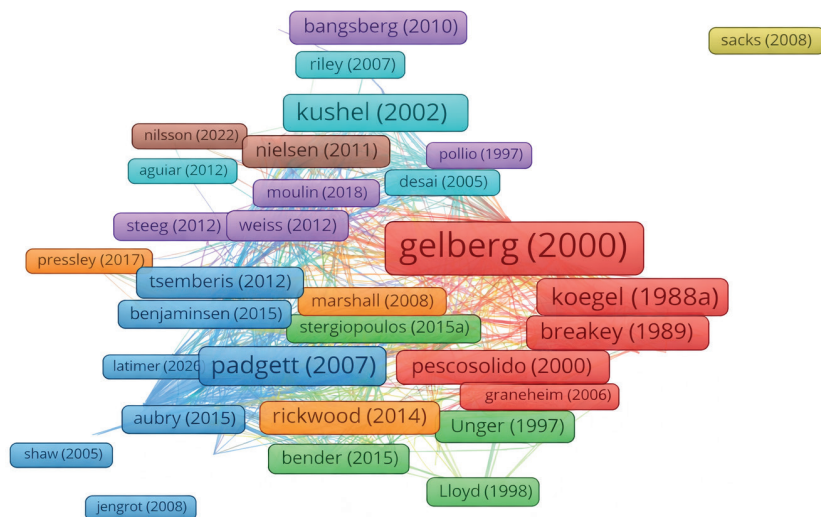 bangsberg (2010)
sacks (2008)
riley (2007)
kushel (2002)
nilsson (2022)
nielsen (2011)
pollio (1997)
aguiar (2012)
desai (2005)
moulin (2018)
steeg (2012)
weiss (2012)
gelberg (2000)
pressley (2017)
tsemberis (2012)
koegel (1988a)
marshall (2008)
benjaminsen (2015)
stergiopoulos (2015a)
breakey (1989)
latimer (2026)
padgett (2007)
pescosolido (2000)
graneheim (2006)
aubry (2015)
rickwood (2014)
Unger (1997)
shaw (2005)
bender (2015)
Lloyd (1998)
jengrot (2008)